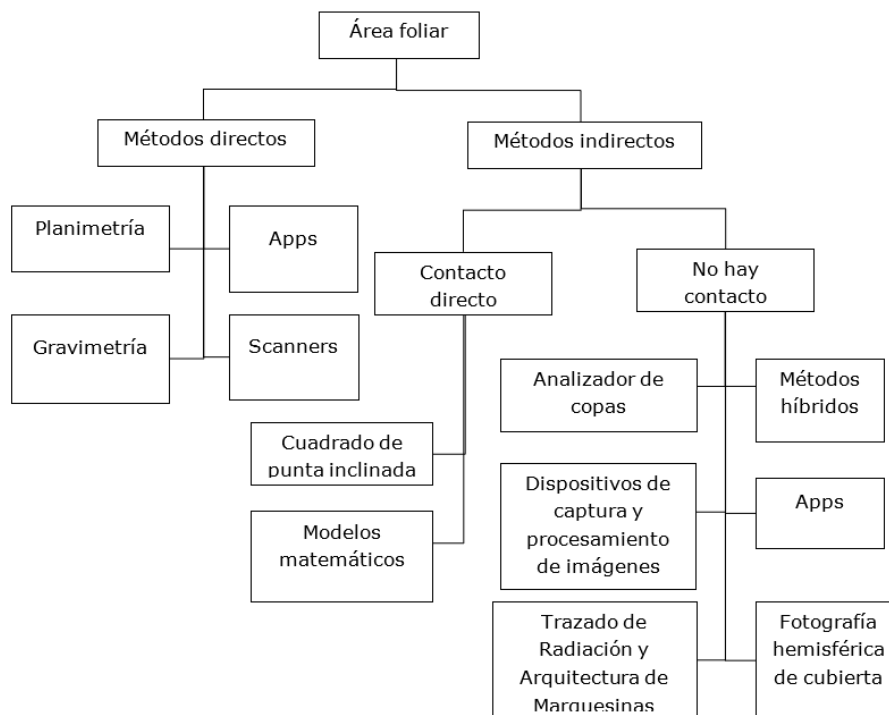 Área foliar
Métodos directos
Métodos indirectos
Planimetría
Apps
Gravimetría
Scanners
Contacto
directo
No hay
contacto
Cuadrado de
punta inclinada
Modelos
matemáticos
Analizador de
copas
Métodos
híbridos
Dispositivos de
captura y
procesamiento
de imágenes
Apps
Trazado de
Radiación y
Arquitectura de
Marquesinas
Fotografía
hemisférica
de cubierta